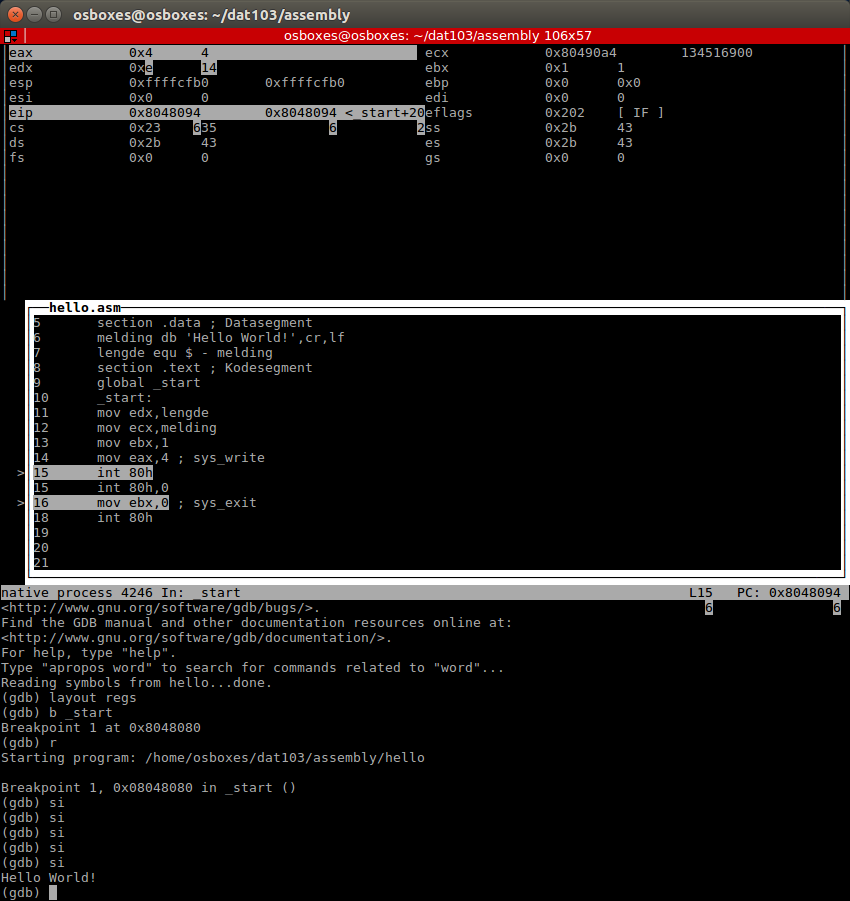 osboxes@osboxes: ~/dat103/assembly
osboxes@osboxes: ~/dat103/assembly 106x57
eax 0x4 4 ecx 0x80490a4 134516900
edx 0xe 14 ebx 0x1 1
esp 0xffffcfb0 0xffffcfb0 ebp 0x0 0x0
esi 0x0 0 edi 0x0 0
eip 0x8048094 0x8048094 <_start+20 eflags 0x202 [ IF ]
cs 0x23 635 6 2 ss 0x2b 43
ds 0x2b 43 es 0x2b 43
fs 0x0 0 gs 0x0 0
hello.asm
5 section .data ; Datasegment
6 melding db 'Hello World!',cr,lf
7 lengde equ $ - melding
8 section .text ; Kodesegment
9 global _start
10 _start:
11 mov edx,lengde
12 mov ecx,melding
13 mov ebx,1
14 mov eax,4 ; sys_write
> 15 int 80h
15 int 80h,0
> 16 mov ebx,0 ; sys_exit
18 int 80h
19
20
21
native process 4246 In: _start L15 PC: 0x8048094
<http://www.gnu.org/software/gdb/bugs/>. 6 6
Find the GDB manual and other documentation resources online at:
<http://www.gnu.org/software/gdb/documentation/>.
For help, type "help".
Type "apropos word" to search for commands related to "word"...
Reading symbols from hello...done.
(gdb) layout regs
(gdb) b _start
Breakpoint 1 at 0x8048080
(gdb) r
Starting program: /home/osboxes/dat103/assembly/hello
Breakpoint 1, 0x08048080 in _start ()
(gdb) si
(gdb) si
(gdb) si
(gdb) si
(gdb) si
Hello World!
(gdb)